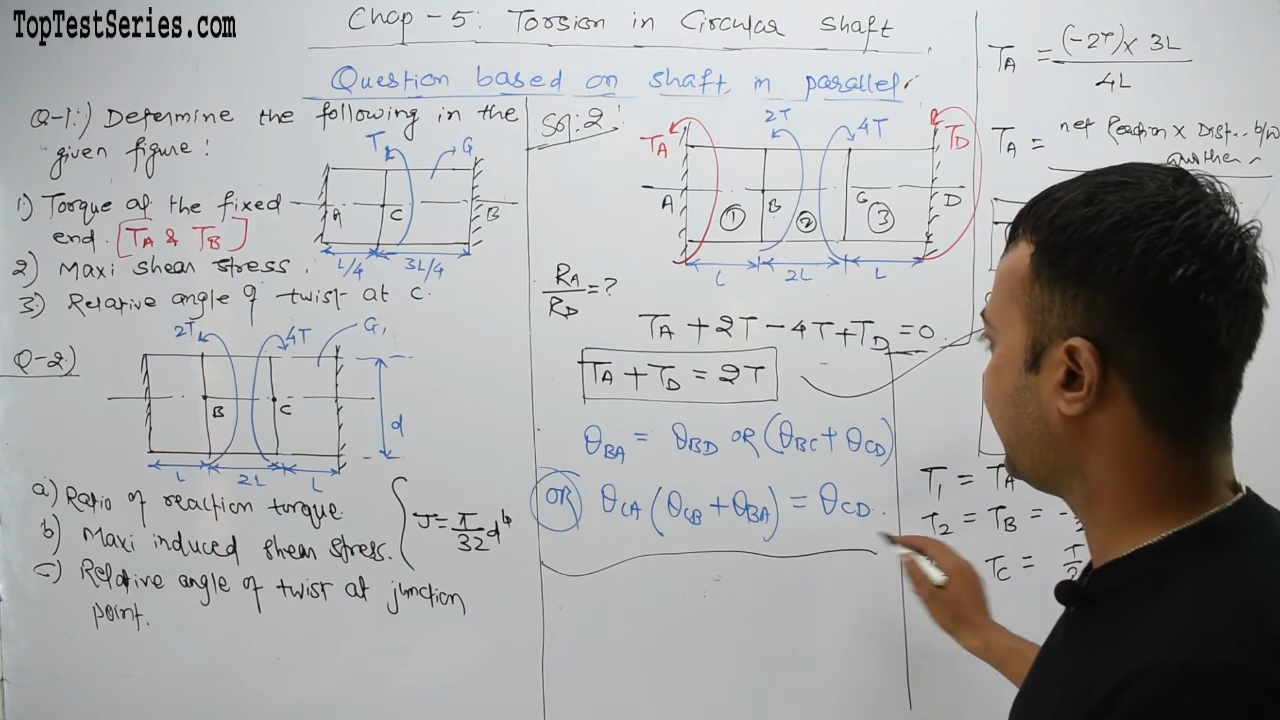 TopTestSeries.com
Chap-5: Torsion in Circular shaft
Question based on shaft in parallel.
Q-1:) Determine the following in the
given figure:
1) Torque at the fixed
end. [TA & TB]
2) Maxi shear stress.
3) Relative angle of twist at C.
T
G
A
C
B
L/4
3L/4
Q-2)
2T
4T
G,
B
C
d
L
2L
L
a) Ratio of reaction torque.
b) Maxi induced shear stress.
c) Relative angle of twist at junction
point.
J = π/32 d⁴
Sol:2:
TA
2T
4T
TD
A
B
C
D
①
②
③
L
2L
L
RA/RD = ?
TA + 2T - 4T + TD = 0.
TA + TD = 2T
θBA = θBD OR (θBC + θCD)
OR θCA (θCB + θBA) = θCD.
TA = (-2T) x 3L / 4L
TA = net Reaction x Dist.. b/w
another
T1 = TA
T2 = TB = -
TC = T